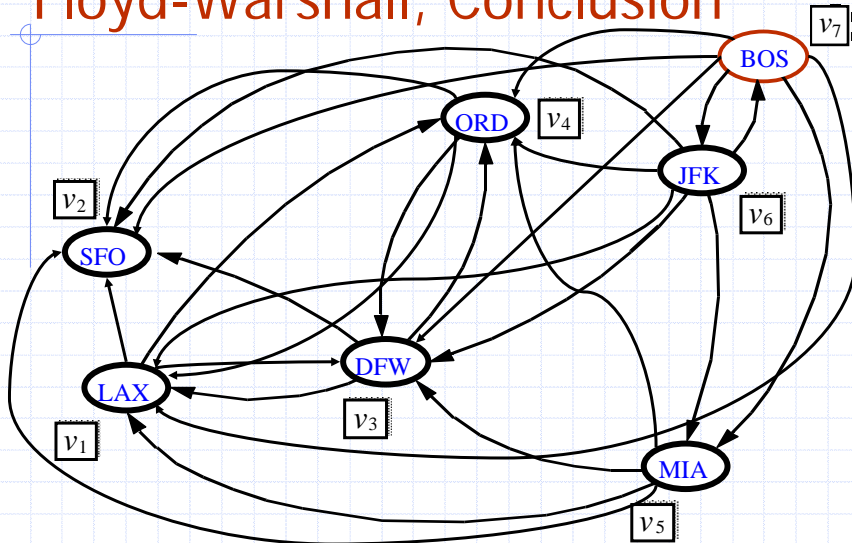 Floyd-Warshall, Conclusion
v7
BOS
ORD
v4
JFK
v2
v6
SFO
DFW
LAX
v3
v1
MIA
v5